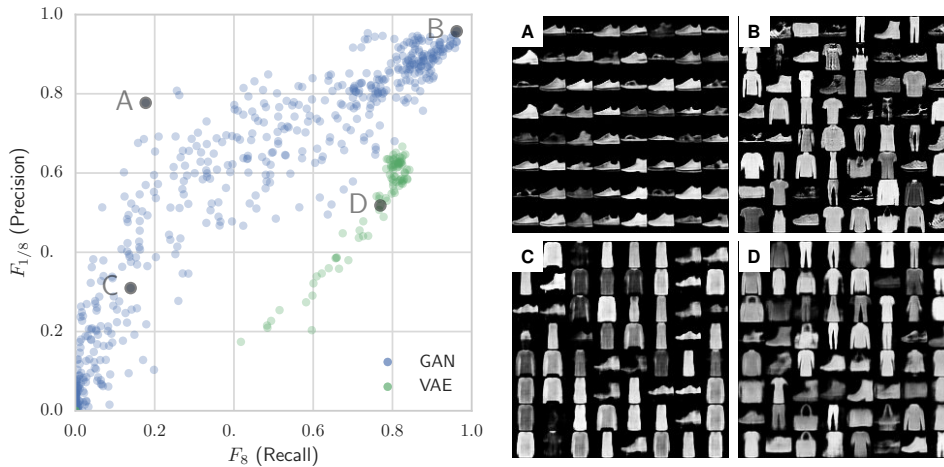 1.0
0.8
0.6
0.
0.2
0.0
F1/8 (Precision)
A
B
C
D
GAN
VAE
0.0
0.2
0.
0.6
0.8
1.0
F8 (Recall)
A
B
C
D